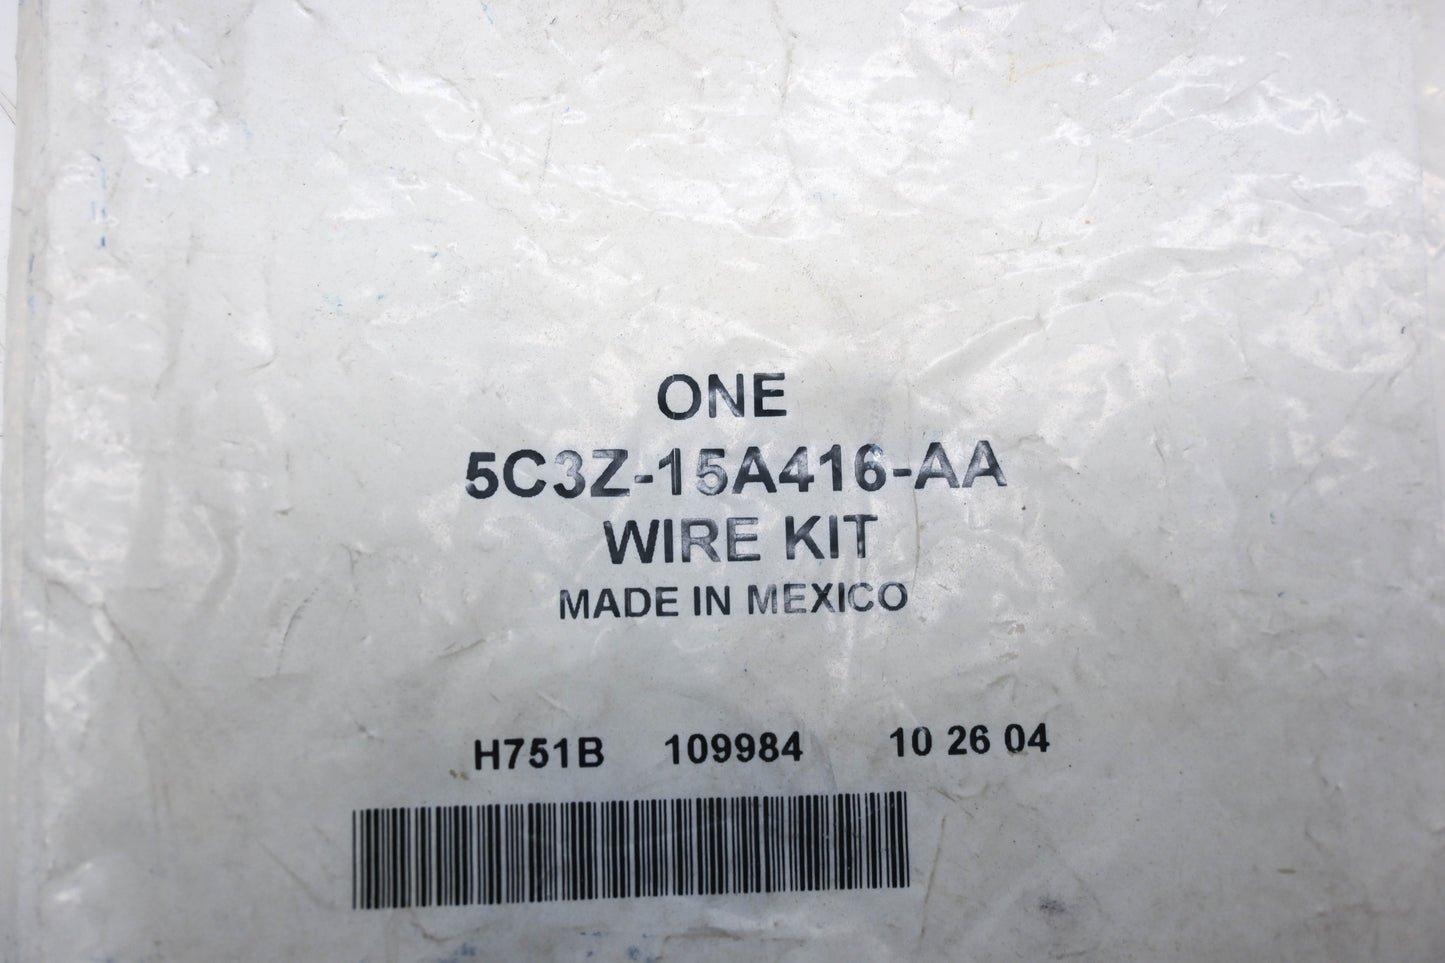 ONE
5C3Z-15A416-AA
WIRE KIT
MADE IN MEXICO
H751B 109984 10 26 04